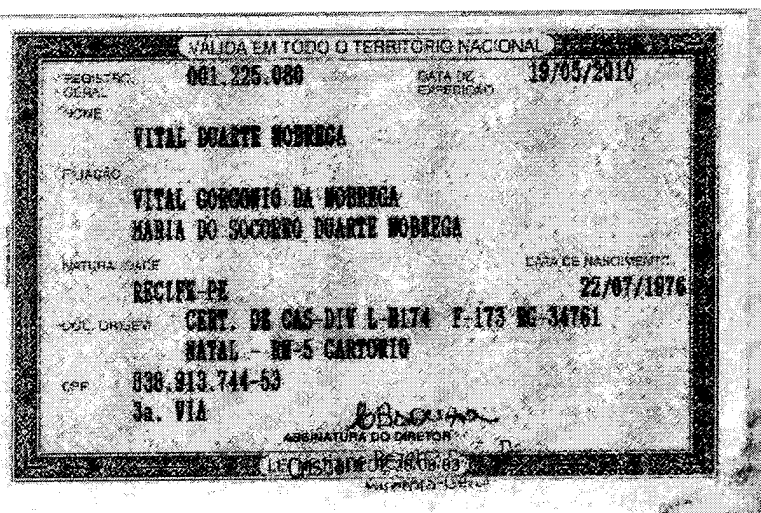 VÁLIDA EM TODO O TERRITÓRIO NACIONAL
REGISTRO GERAL 001.225.080 DATA DE EXPEDIÇÃO 19/05/2010
NOME
VITAL DUARTE NOBREGA
FILIAÇÃO
VITAL GORGONIO DA NOBREGA
MARIA DO SOCORRO DUARTE NOBREGA
NATURALIDADE DATA DE NASCIMENTO
RECIFE-PE 22/07/1976
DOC. ORIGEM CERT. DE CAS-DIV L-B174 F-173 RG-34761
NATAL - RN-5 CARTORIO
CPF 838.913.744-53
3a. VIA
ASSINATURA DO DIRETOR